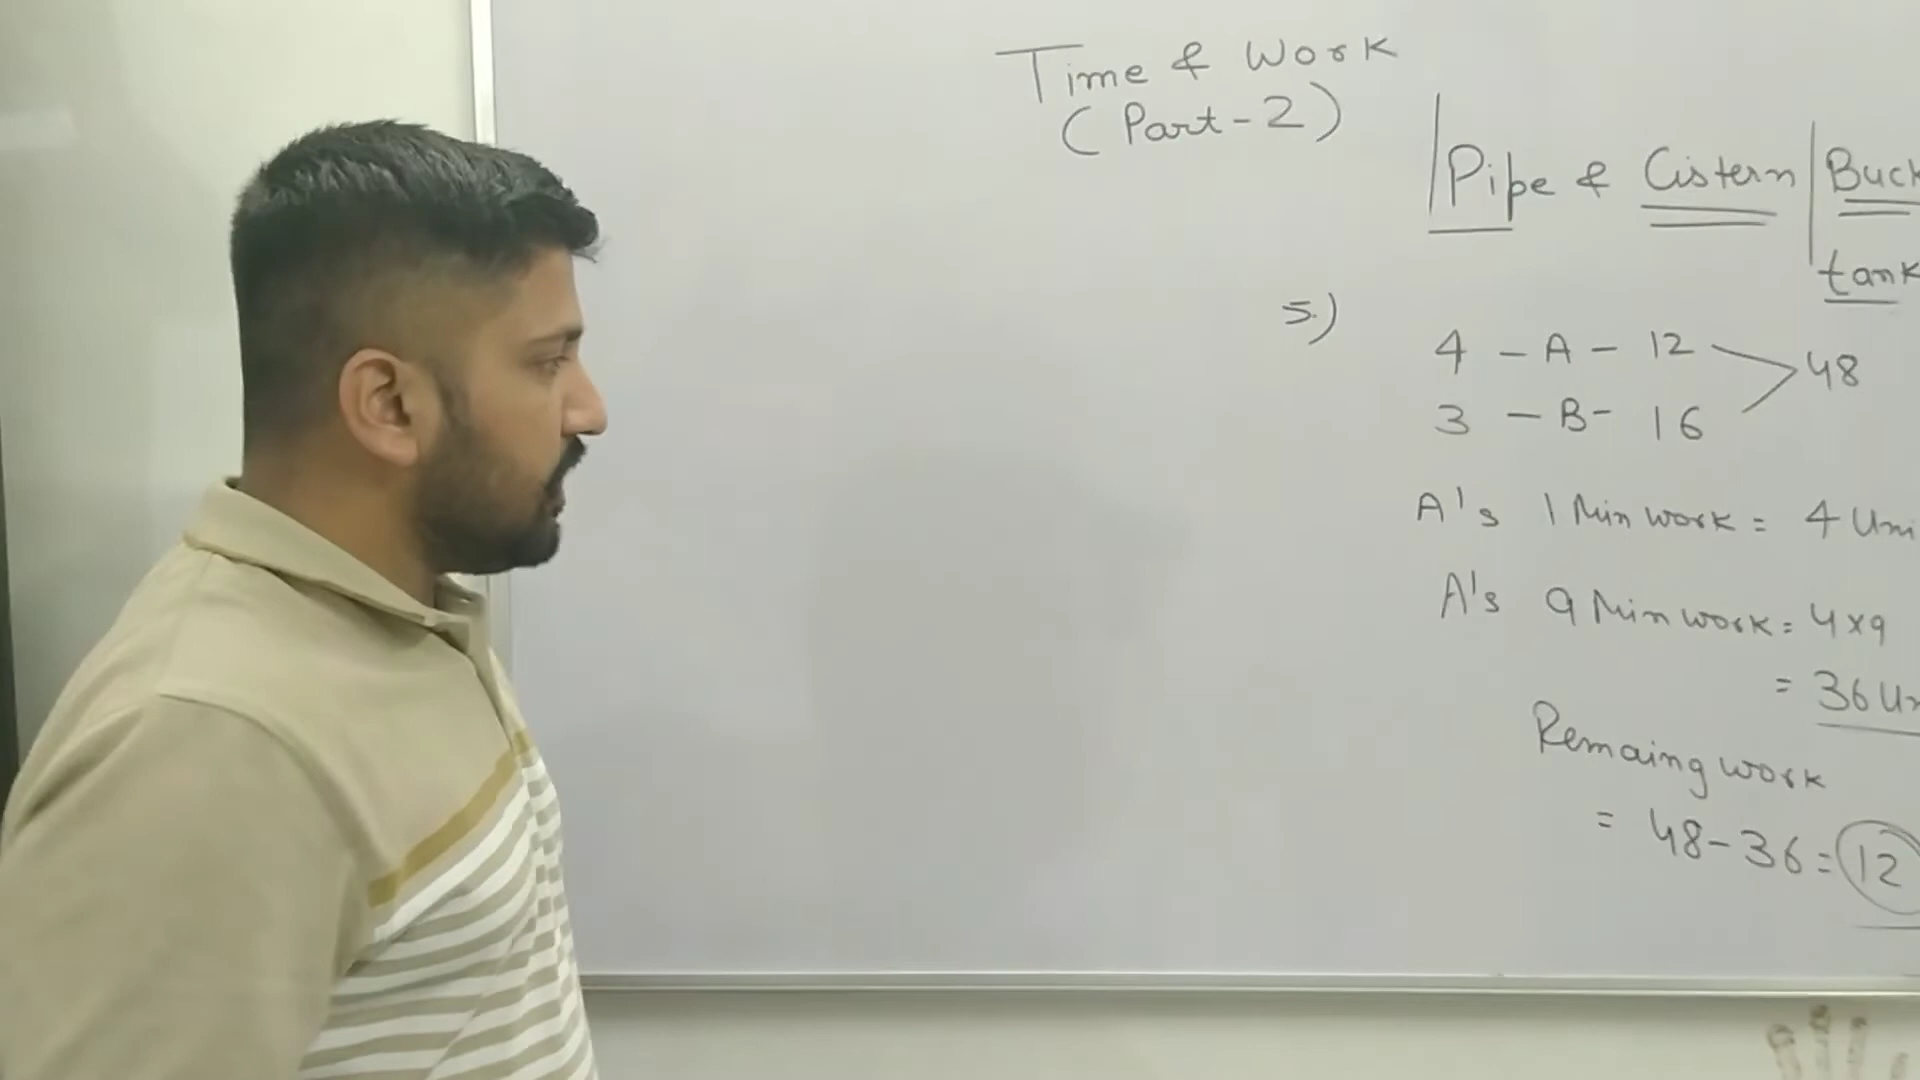 Time & Work
(Part-2)
Pipe & Cistern | Buck
tank
5.)
4 - A - 12
48
3 - B - 16
A's 1 Min work = 4 Uni
A's 9 Min work = 4x9
= 36 Un
Remaing work
= 48-36 = 12